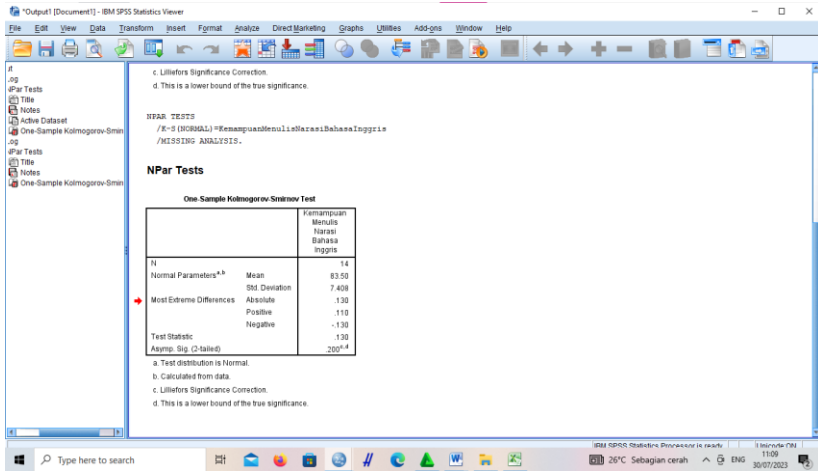 *Output1 [Document1] - IBM SPSS Statistics Viewer
File Edit View Data Transform Insert Format Analyze Direct Marketing Graphs Utilities Add-ons Window Help
.og
NPar Tests
Title
Notes
Active Dataset
One-Sample Kolmogorov-Smirn
.og
NPar Tests
Title
Notes
One-Sample Kolmogorov-Smirn
c. Lilliefors Significance Correction.
d. This is a lower bound of the true significance.
NPAR TESTS
/K-S(NORMAL)=KemampuanMenulisNarasiBahasaInggris
/MISSING ANALYSIS.
NPar Tests
One-Sample Kolmogorov-Smirnov Test
Kemampuan
Menulis
Narasi
Bahasa
Inggris
N 14
Normal Parametersa,b Mean 83.50
Std. Deviation 7.408
Most Extreme Differences Absolute .130
Positive .110
Negative -.130
Test Statistic .130
Asymp. Sig. (2-tailed) .200c,d
a. Test distribution is Normal.
b. Calculated from data.
c. Lilliefors Significance Correction.
d. This is a lower bound of the true significance.
IBM SPSS Statistics Processor is ready Unicode:ON
Type here to search
26°C Sebagian cerah ENG
11:09
30/07/2023